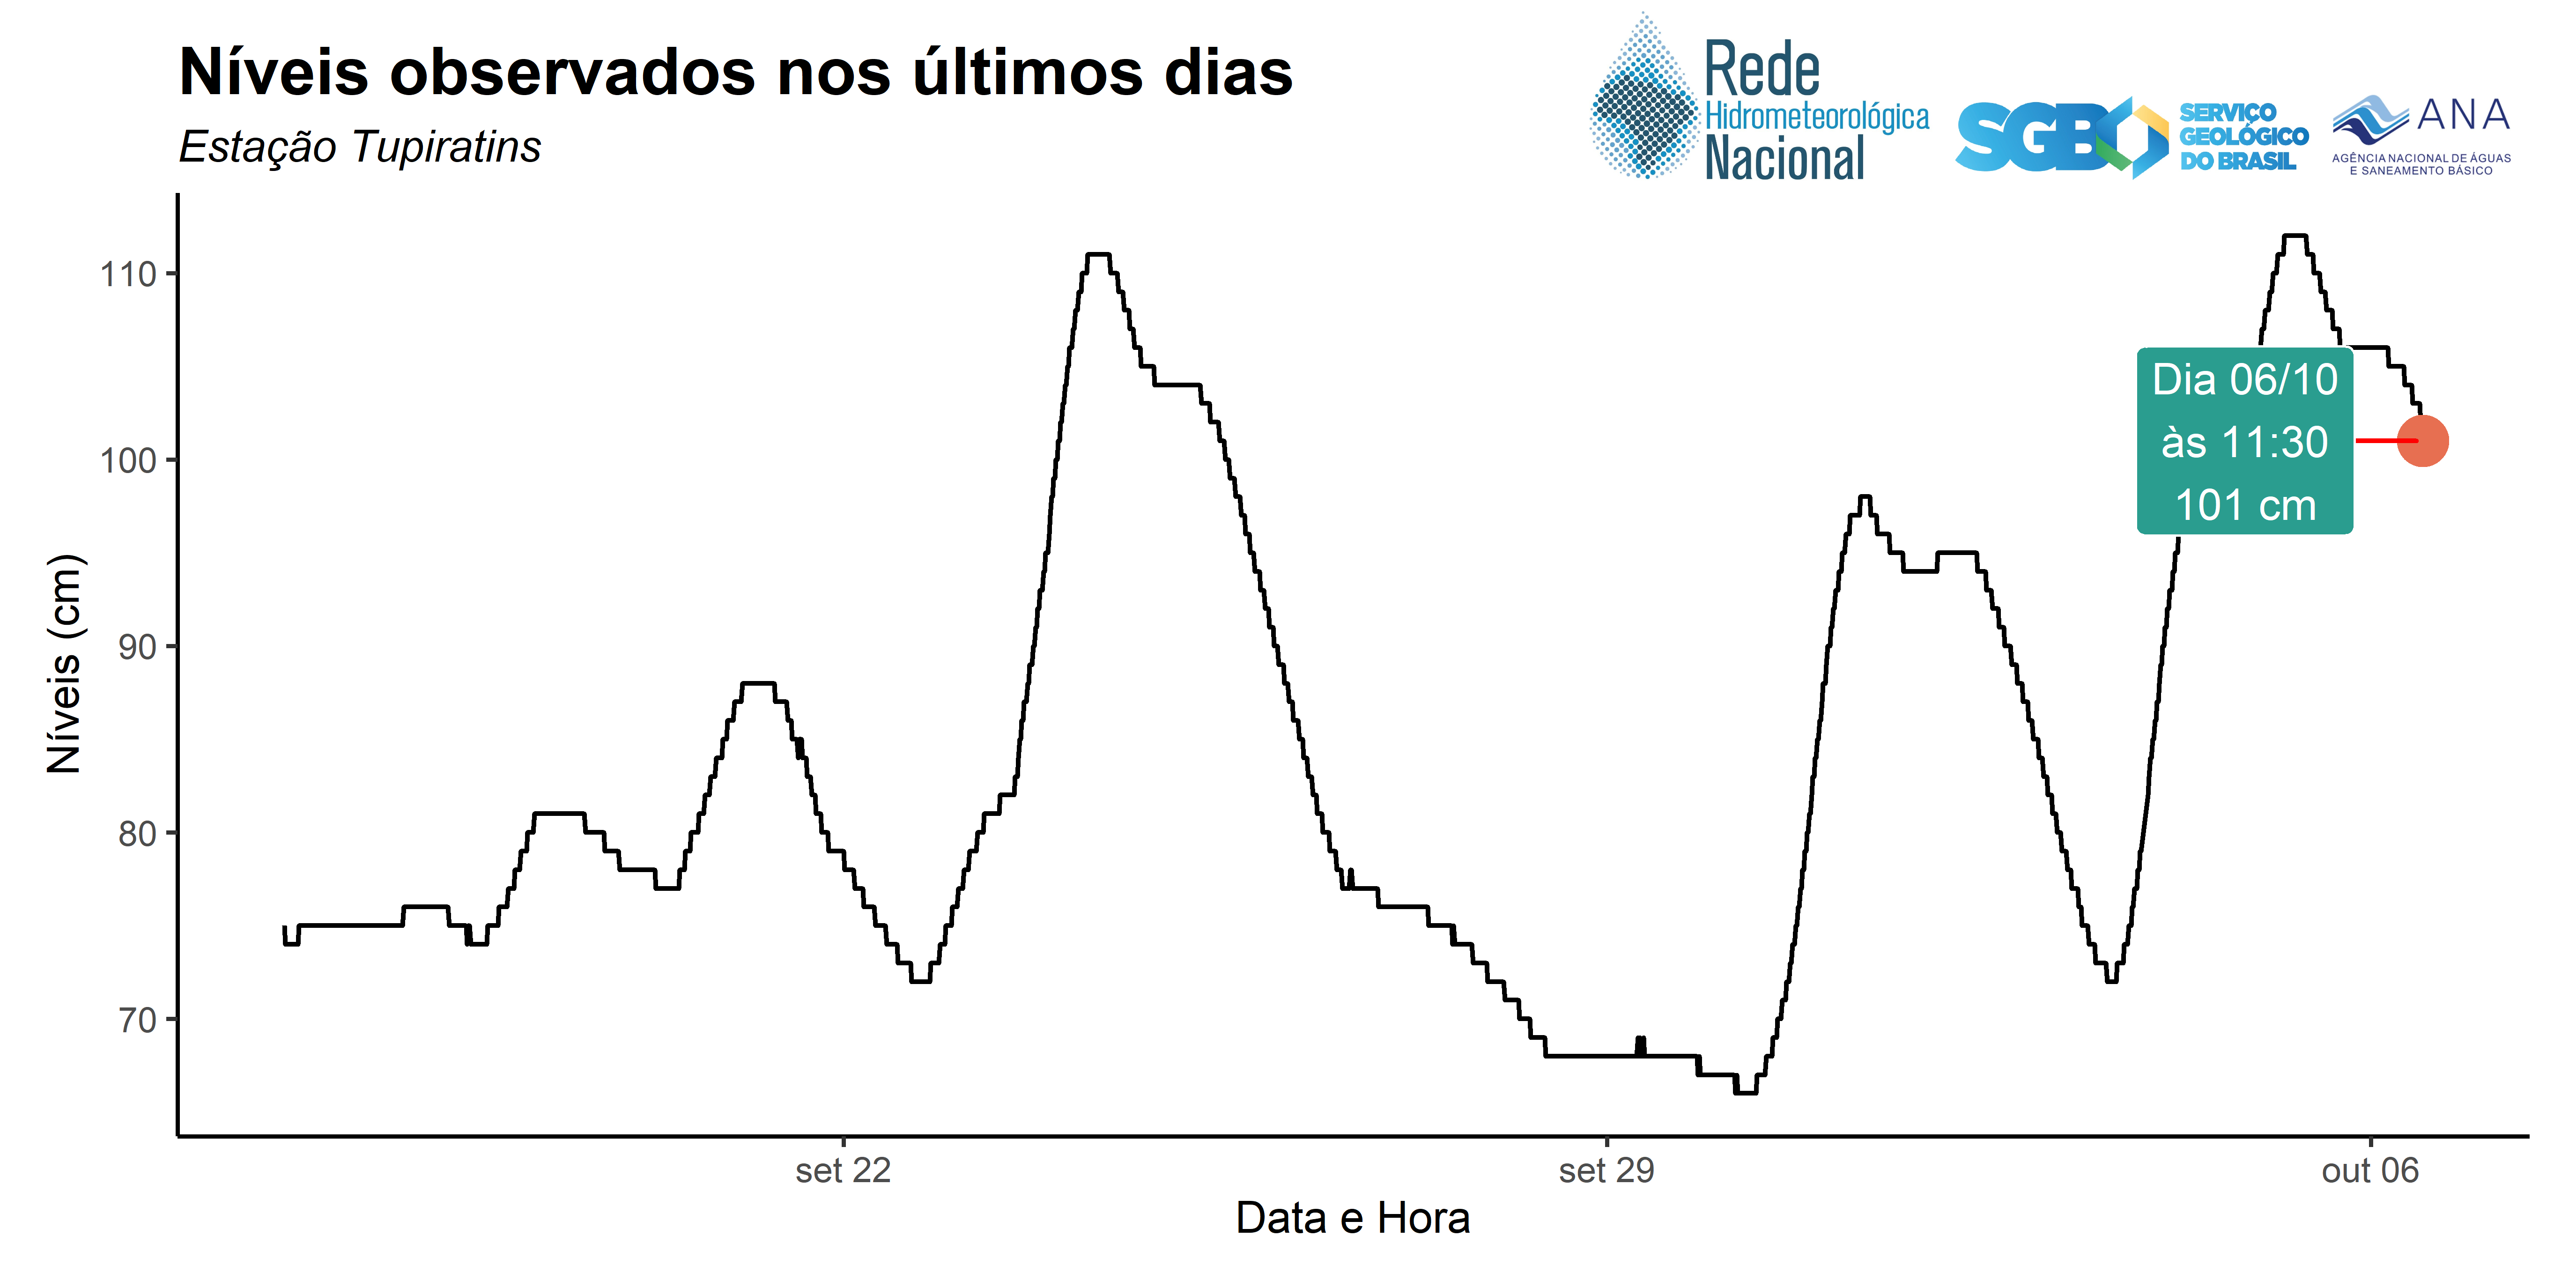 Níveis observados nos últimos dias
Estação Tupiratins
Rede
Hidrometeorológica
Nacional
SGB
SERVIÇO
GEOLÓGICO
DO BRASIL
ANA
AGÊNCIA NACIONAL DE ÁGUAS
E SANEAMENTO BÁSICO
Níveis (cm)
110
100
90
80
70
Dia 06/10
às 11:30
101 cm
set 22
set 29
out 06
Data e Hora